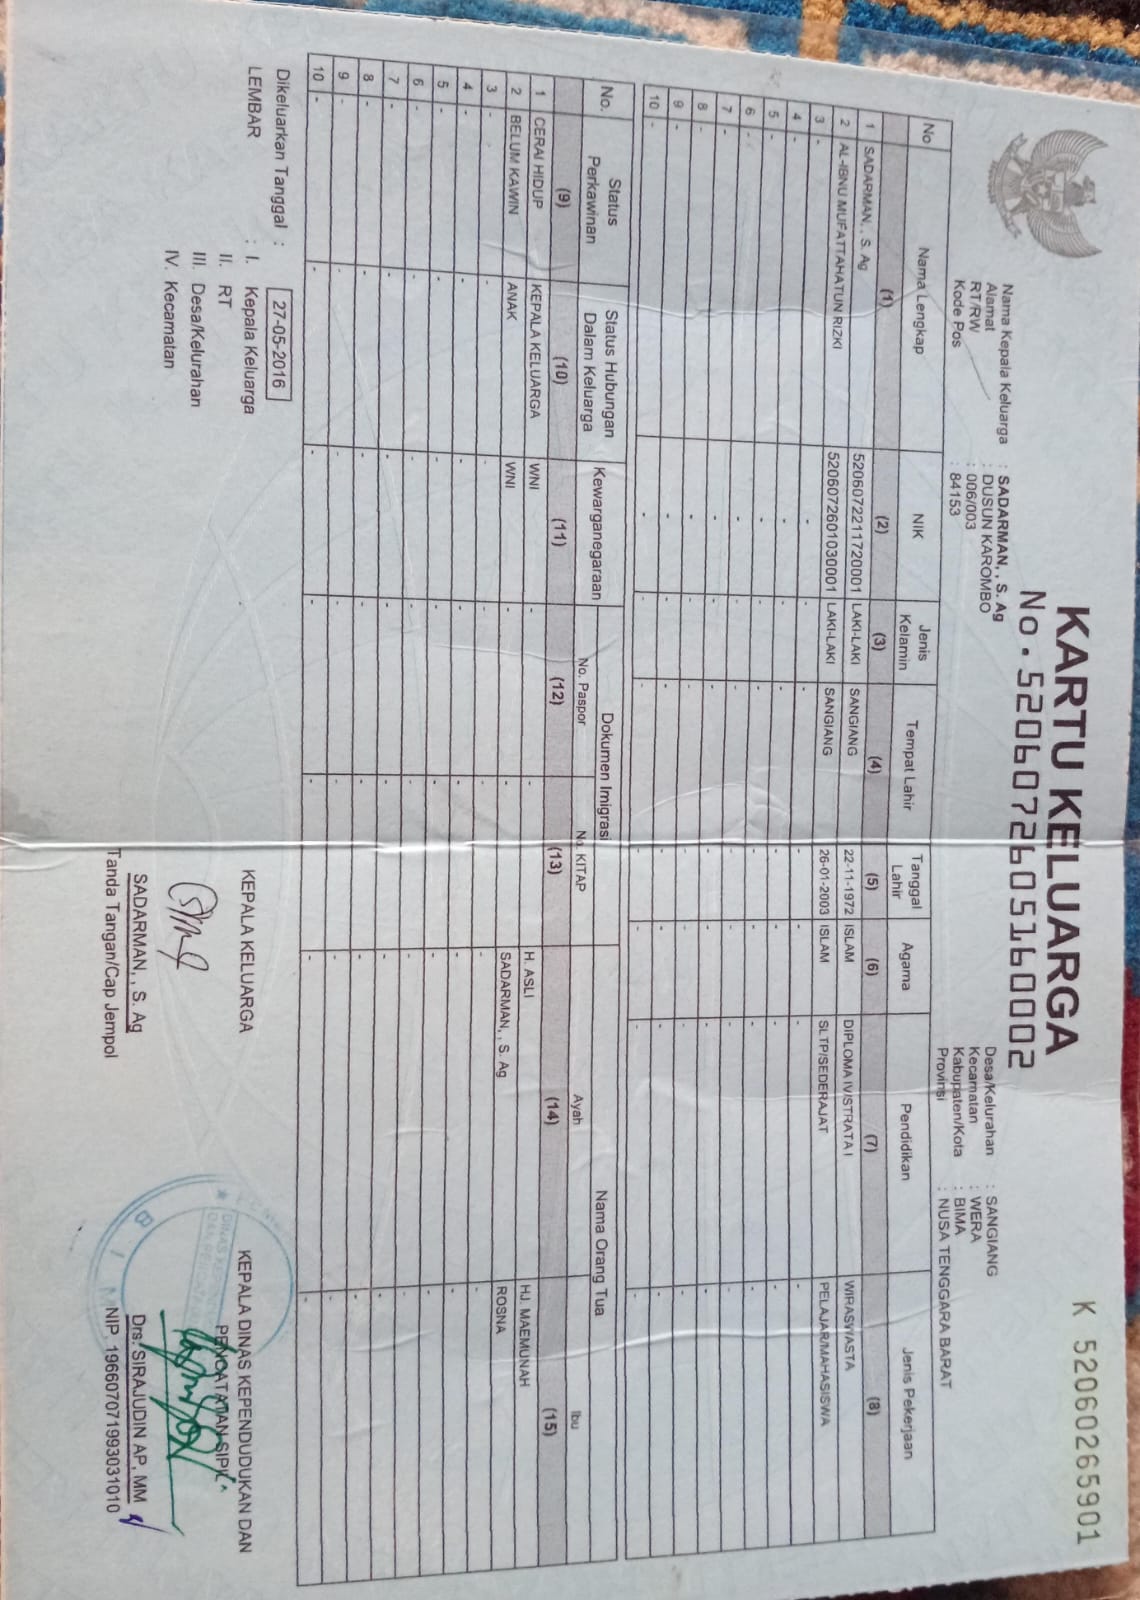 K 52060265901
KARTU KELUARGA
No. 5206072605160002
Nama Kepala Keluarga : SADARMAN, , S. Ag
Alamat : DUSUN KAROMBO
RT/RW : 006/003
Kode Pos : 84153
Desa/Kelurahan : SANGIANG
Kecamatan : WERA
Kabupaten/Kota : BIMA
Provinsi : NUSA TENGGARA BARAT
No Nama Lengkap NIK Jenis Kelamin Tempat Lahir Tanggal Lahir Agama Pendidikan Jenis Pekerjaan
(1) (2) (3) (4) (5) (6) (7) (8)
1 SADARMAN, , S. Ag 5206072211720001 LAKI-LAKI SANGIANG 22-11-1972 ISLAM DIPLOMA IV/STRATA I WIRASWASTA
2 AL-IBNU MUFATTAHATUN RIZKI 5206072601030001 LAKI-LAKI SANGIANG 26-01-2003 ISLAM SLTP/SEDERAJAT PELAJAR/MAHASISWA
3 - - - - - - - -
4 - - - - - - - -
5 - - - - - - - -
6 - - - - - - - -
7 - - - - - - - -
8 - - - - - - - -
9 - - - - - - - -
10 - - - - - - - -
No. Status Perkawinan Status Hubungan Dalam Keluarga Kewarganegaraan Dokumen Imigrasi Nama Orang Tua
No. Paspor No. KITAP Ayah Ibu
(9) (10) (11) (12) (13) (14) (15)
1 CERAI HIDUP KEPALA KELUARGA WNI - - H. ASLI HJ. MAEMUNAH
2 BELUM KAWIN ANAK WNI - - SADARMAN, , S. Ag ROSNA
3 - - - - - - -
4 - - - - - - -
5 - - - - - - -
6 - - - - - - -
7 - - - - - - -
8 - - - - - - -
9 - - - - - - -
10 - - - - - - -
Dikeluarkan Tanggal : 27-05-2016
LEMBAR : I. Kepala Keluarga
II. RT
III. Desa/Kelurahan
IV. Kecamatan
KEPALA KELUARGA
SADARMAN, , S. Ag
Tanda Tangan/Cap Jempol
KEPALA DINAS KEPENDUDUKAN DAN
PENCATATAN SIPIL
Drs. SIRAJUDIN AP, MM
NIP. 196607071993031010